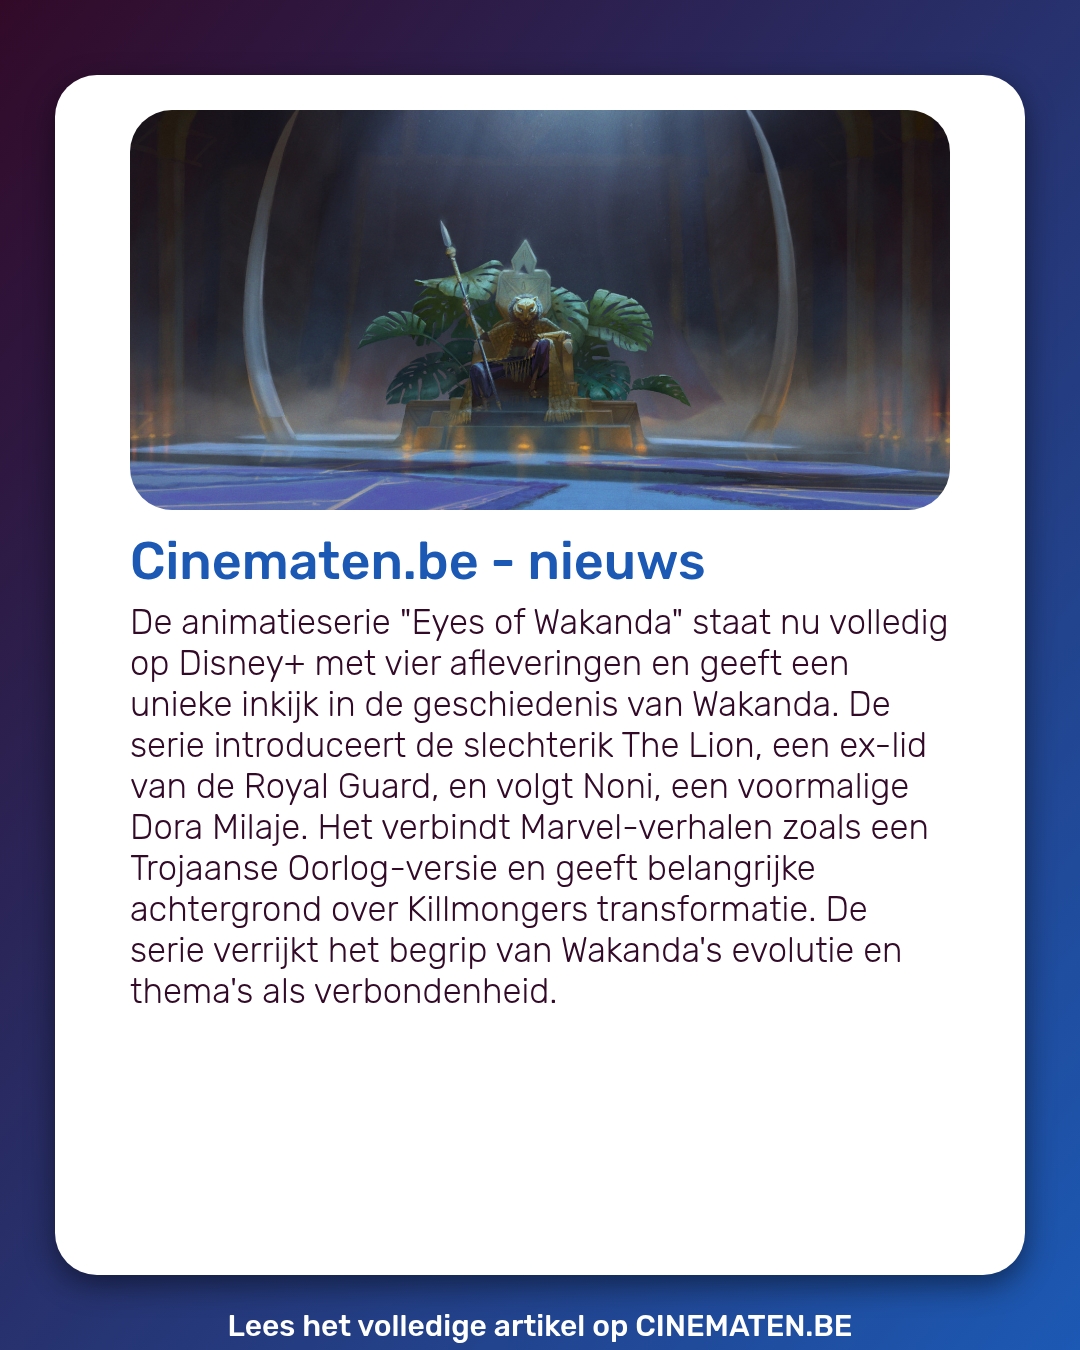 Cinematen.be - nieuws
De animatieserie "Eyes of Wakanda" staat nu volledig
op Disney+ met vier afleveringen en geeft een
unieke inkijk in de geschiedenis van Wakanda. De
serie introduceert de slechterik The Lion, een ex-lid
van de Royal Guard, en volgt Noni, een voormalige
Dora Milaje. Het verbindt Marvel-verhalen zoals een
Trojaanse Oorlog-versie en geeft belangrijke
achtergrond over Killmongers transformatie. De
serie verrijkt het begrip van Wakanda's evolutie en
thema's als verbondenheid.
Lees het volledige artikel op CINEMATEN.BE